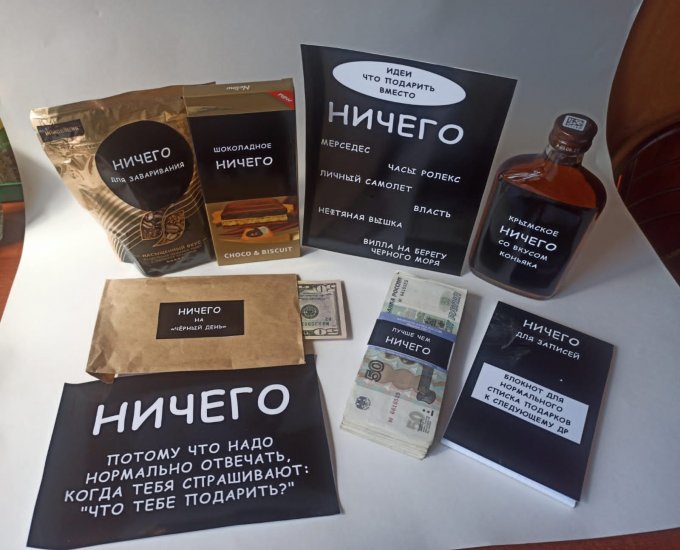 НИЧЕГО
ДЛЯ ЗАВАРИВАНИЯ
НАСЫЩЕННЫЙ ВКУС
ШОКОЛАДНОЕ
НИЧЕГО
CHOCO & BISCUIT
ИДЕИ
ЧТО ПОДАРИТЬ
ВМЕСТО
НИЧЕГО
МЕРСЕДЕС
ЧАСЫ РОЛЕКС
ЛИЧНЫЙ САМОЛЕТ
ВЛАСТЬ
НЕФТЯНАЯ ВЫШКА
ВИЛЛА НА БЕРЕГУ
ЧЕРНОГО МОРЯ
КРЫМСКОЕ
НИЧЕГО
СО ВКУСОМ
КОНЬЯКА
НИЧЕГО
НА
«ЧЁРНЫЙ ДЕНЬ»
ЛУЧШЕ ЧЕМ
НИЧЕГО
50
НИЧЕГО
ДЛЯ ЗАПИСЕЙ
БЛОКНОТ ДЛЯ
НОРМАЛЬНОГО
СПИСКА ПОДАРКОВ
К СЛЕДУЮЩЕМУ ДР
НИЧЕГО
ПОТОМУ ЧТО НАДО
НОРМАЛЬНО ОТВЕЧАТЬ,
КОГДА ТЕБЯ СПРАШИВАЮТ:
"ЧТО ТЕБЕ ПОДАРИТЬ?"